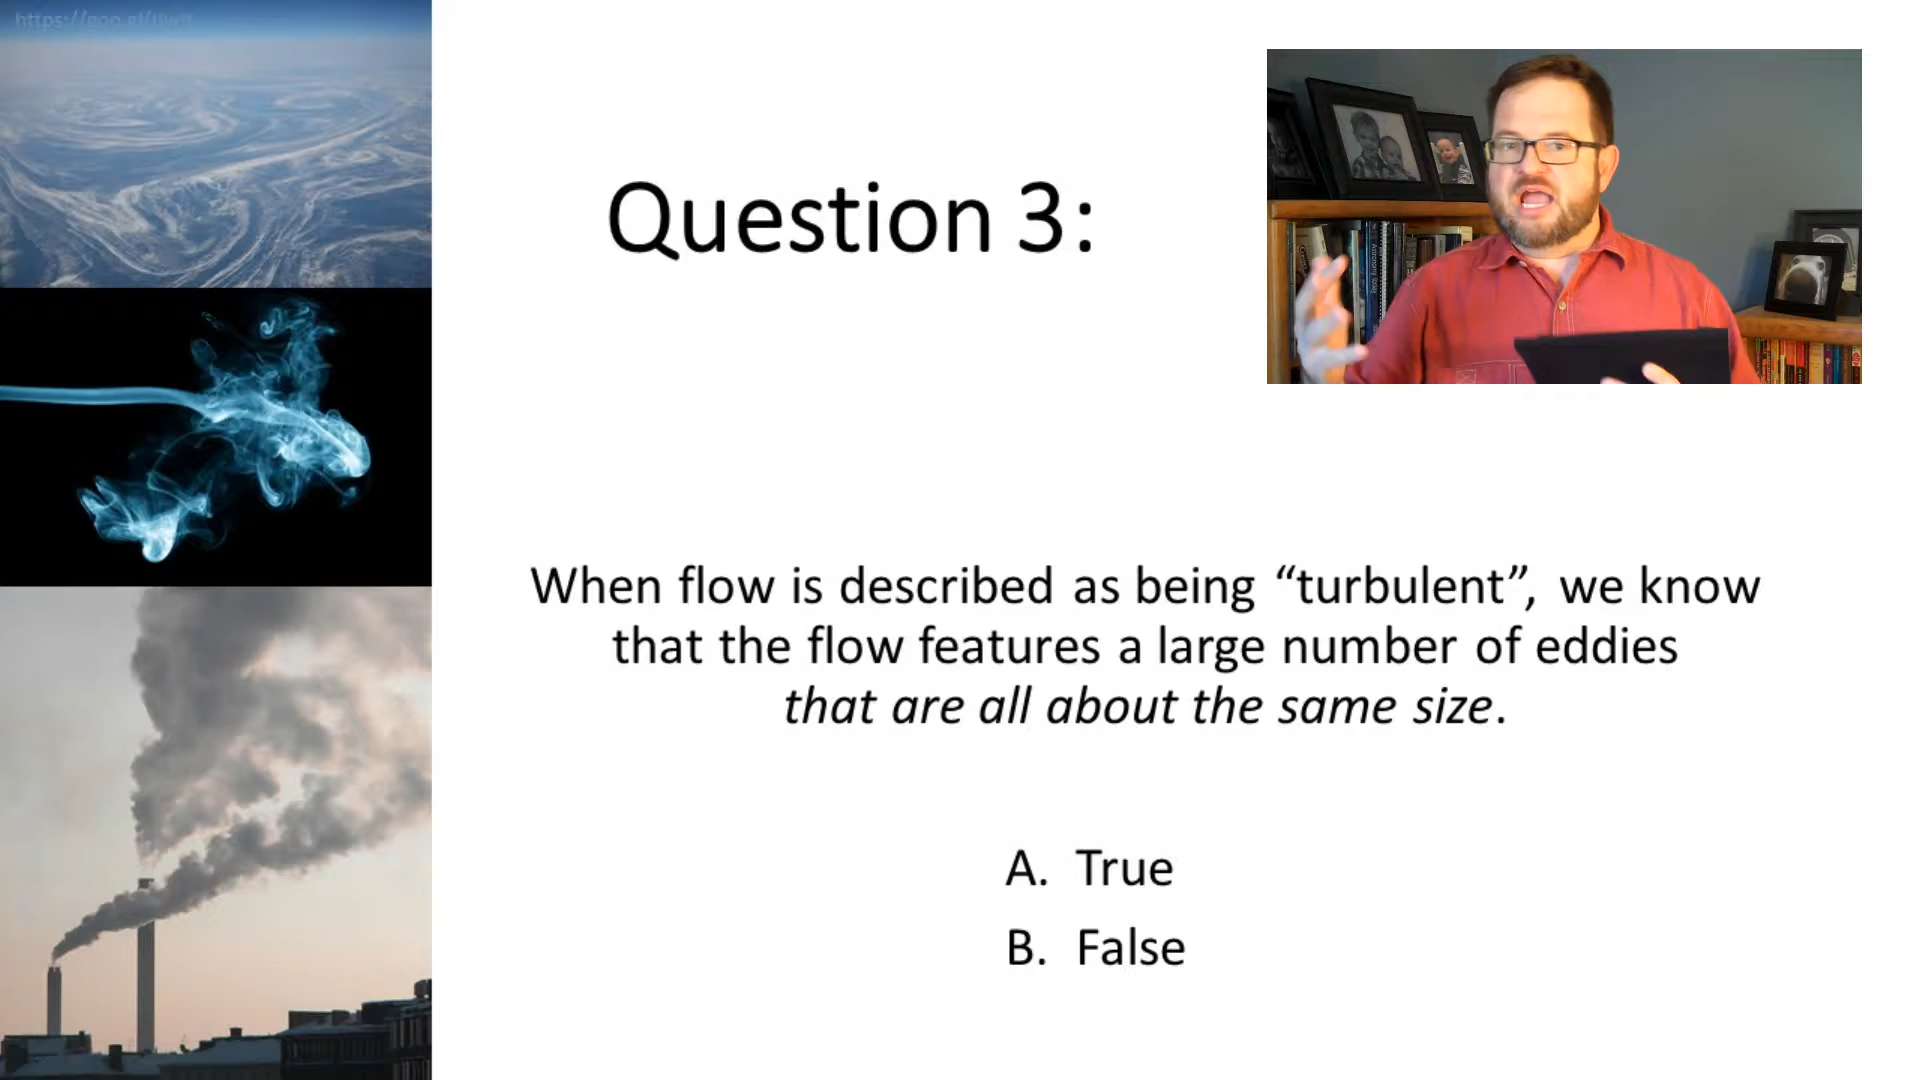 Question 3:
When flow is described as being “turbulent”, we know
that the flow features a large number of eddies
that are all about the same size.
A. True
B. False